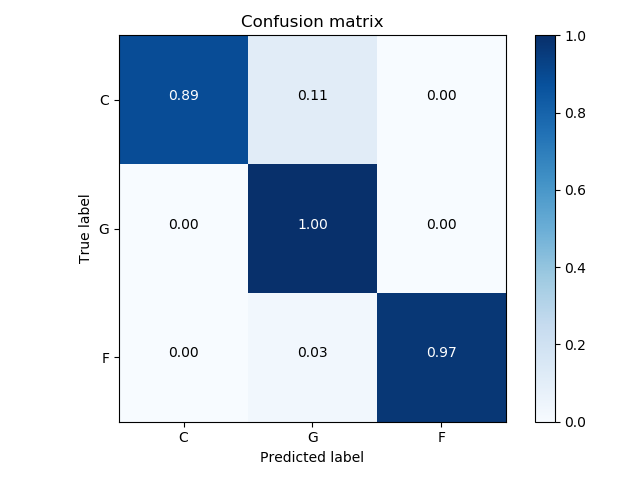 Confusion matrix
1.0
C 0.89 0.11 0.00
0.8
0.6
True label
G 0.00 1.00 0.00
0.4
0.2
F 0.00 0.03 0.97
0.0
C G F
Predicted label